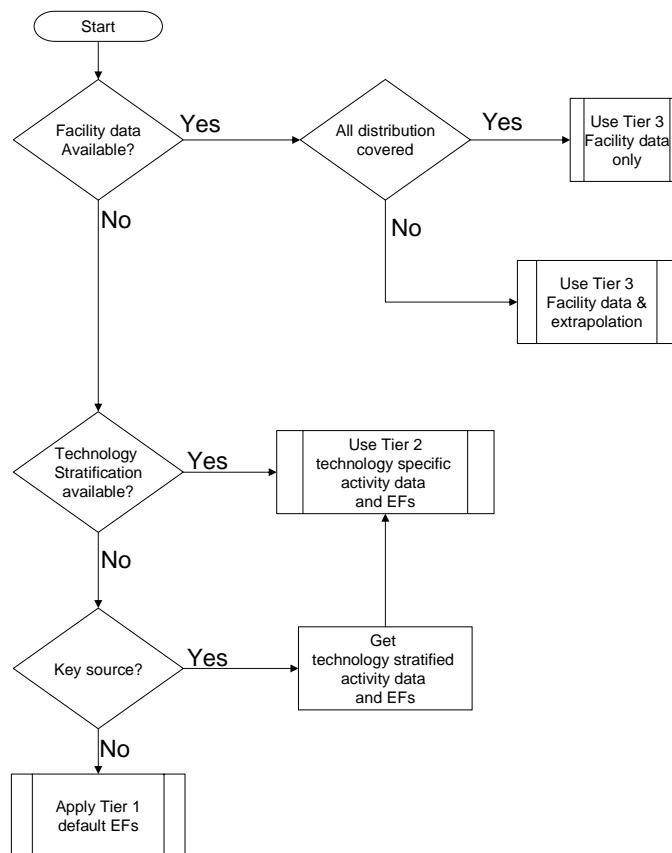 Start
Facility data
Available?
Yes
All distribution
covered
Yes
Use Tier 3
Facility data
only
No
No
Use Tier 3
Facility data &
extrapolation
Technology
Stratification
available?
Yes
Use Tier 2
technology specific
activity data
and EFs
No
Key source?
Yes
Get
technology stratified
activity data
and EFs
No
Apply Tier 1
default EFs